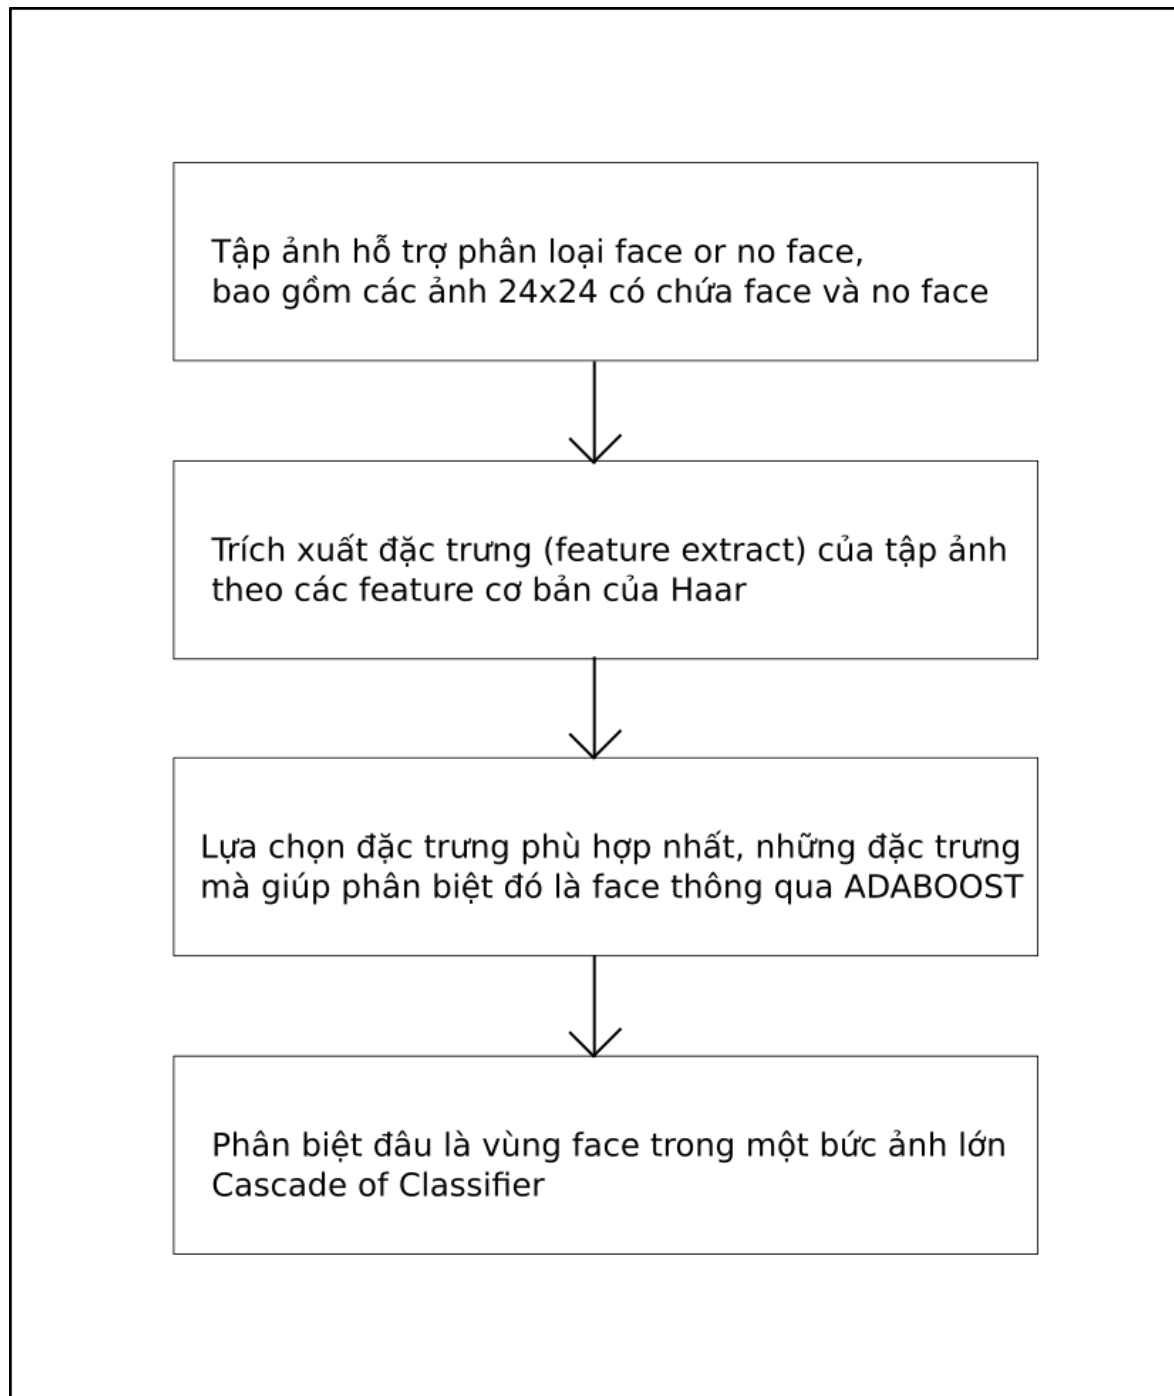 Tập ảnh hỗ trợ phân loại face or no face,
bao gồm các ảnh 24x24 có chứa face và no face
Trích xuất đặc trưng (feature extract) của tập ảnh
theo các feature cơ bản của Haar
Lựa chọn đặc trưng phù hợp nhất, những đặc trưng
mà giúp phân biệt đó là face thông qua ADABOOST
Phân biệt đâu là vùng face trong một bức ảnh lớn
Cascade of Classifier